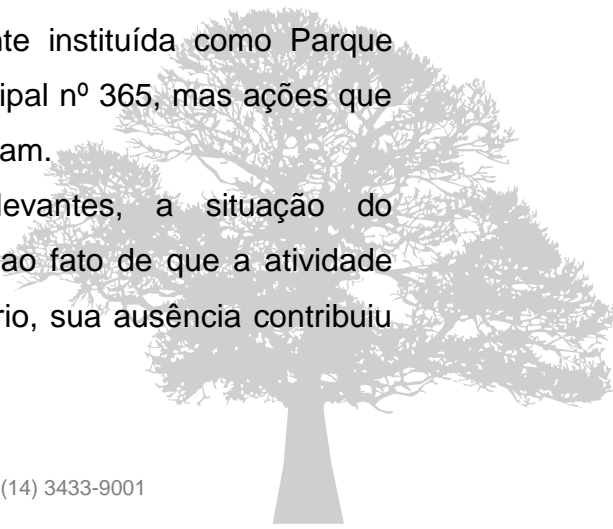 nte instituída como Parque
ipal nº 365, mas ações que
am.
levantes, a situação do
ao fato de que a atividade
rio, sua ausência contribuiu
(14) 3433-9001